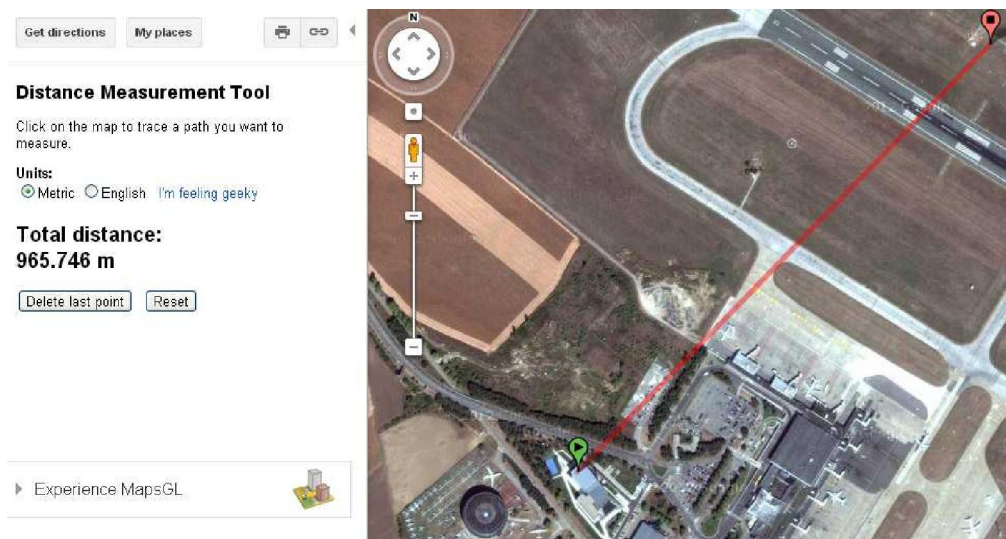 Get directions
My places
Distance Measurement Tool
Click on the map to trace a path you want to
measure.
Units:
Metric English I'm feeling geeky
Total distance:
965.746 m
Delete last point Reset
Experience MapsGL
N